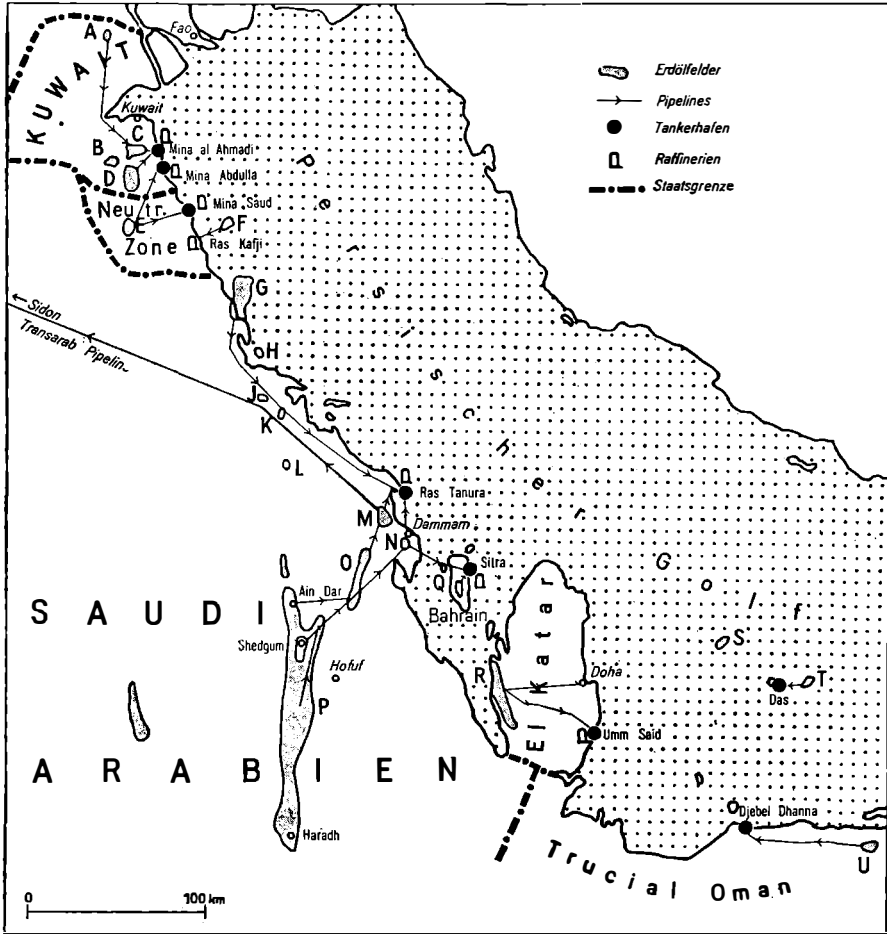 A
Fao
KUWAIT
Kuwait
C
B
Mina al Ahmadi
D
Mina Abdulla
Neutr.
Mina Saud
E
F
Zone
Ras Kafji
G
Sidon
Transarab Pipelin
H
J
K
L
Ras Tanura
M
Dammam
N
O
Sitra
Q
Bahrain
Ain Dar
SAUDI
Shedgum
Hofuf
P
R
El Katar
Doha
Umm Said
ARABIEN
Haradh
Persischer Golf
S
T
Das
Djebel Dhanna
U
Trucial Oman
Erdölfelder
Pipelines
Tankerhafen
Raffinerien
Staatsgrenze
0 100 km